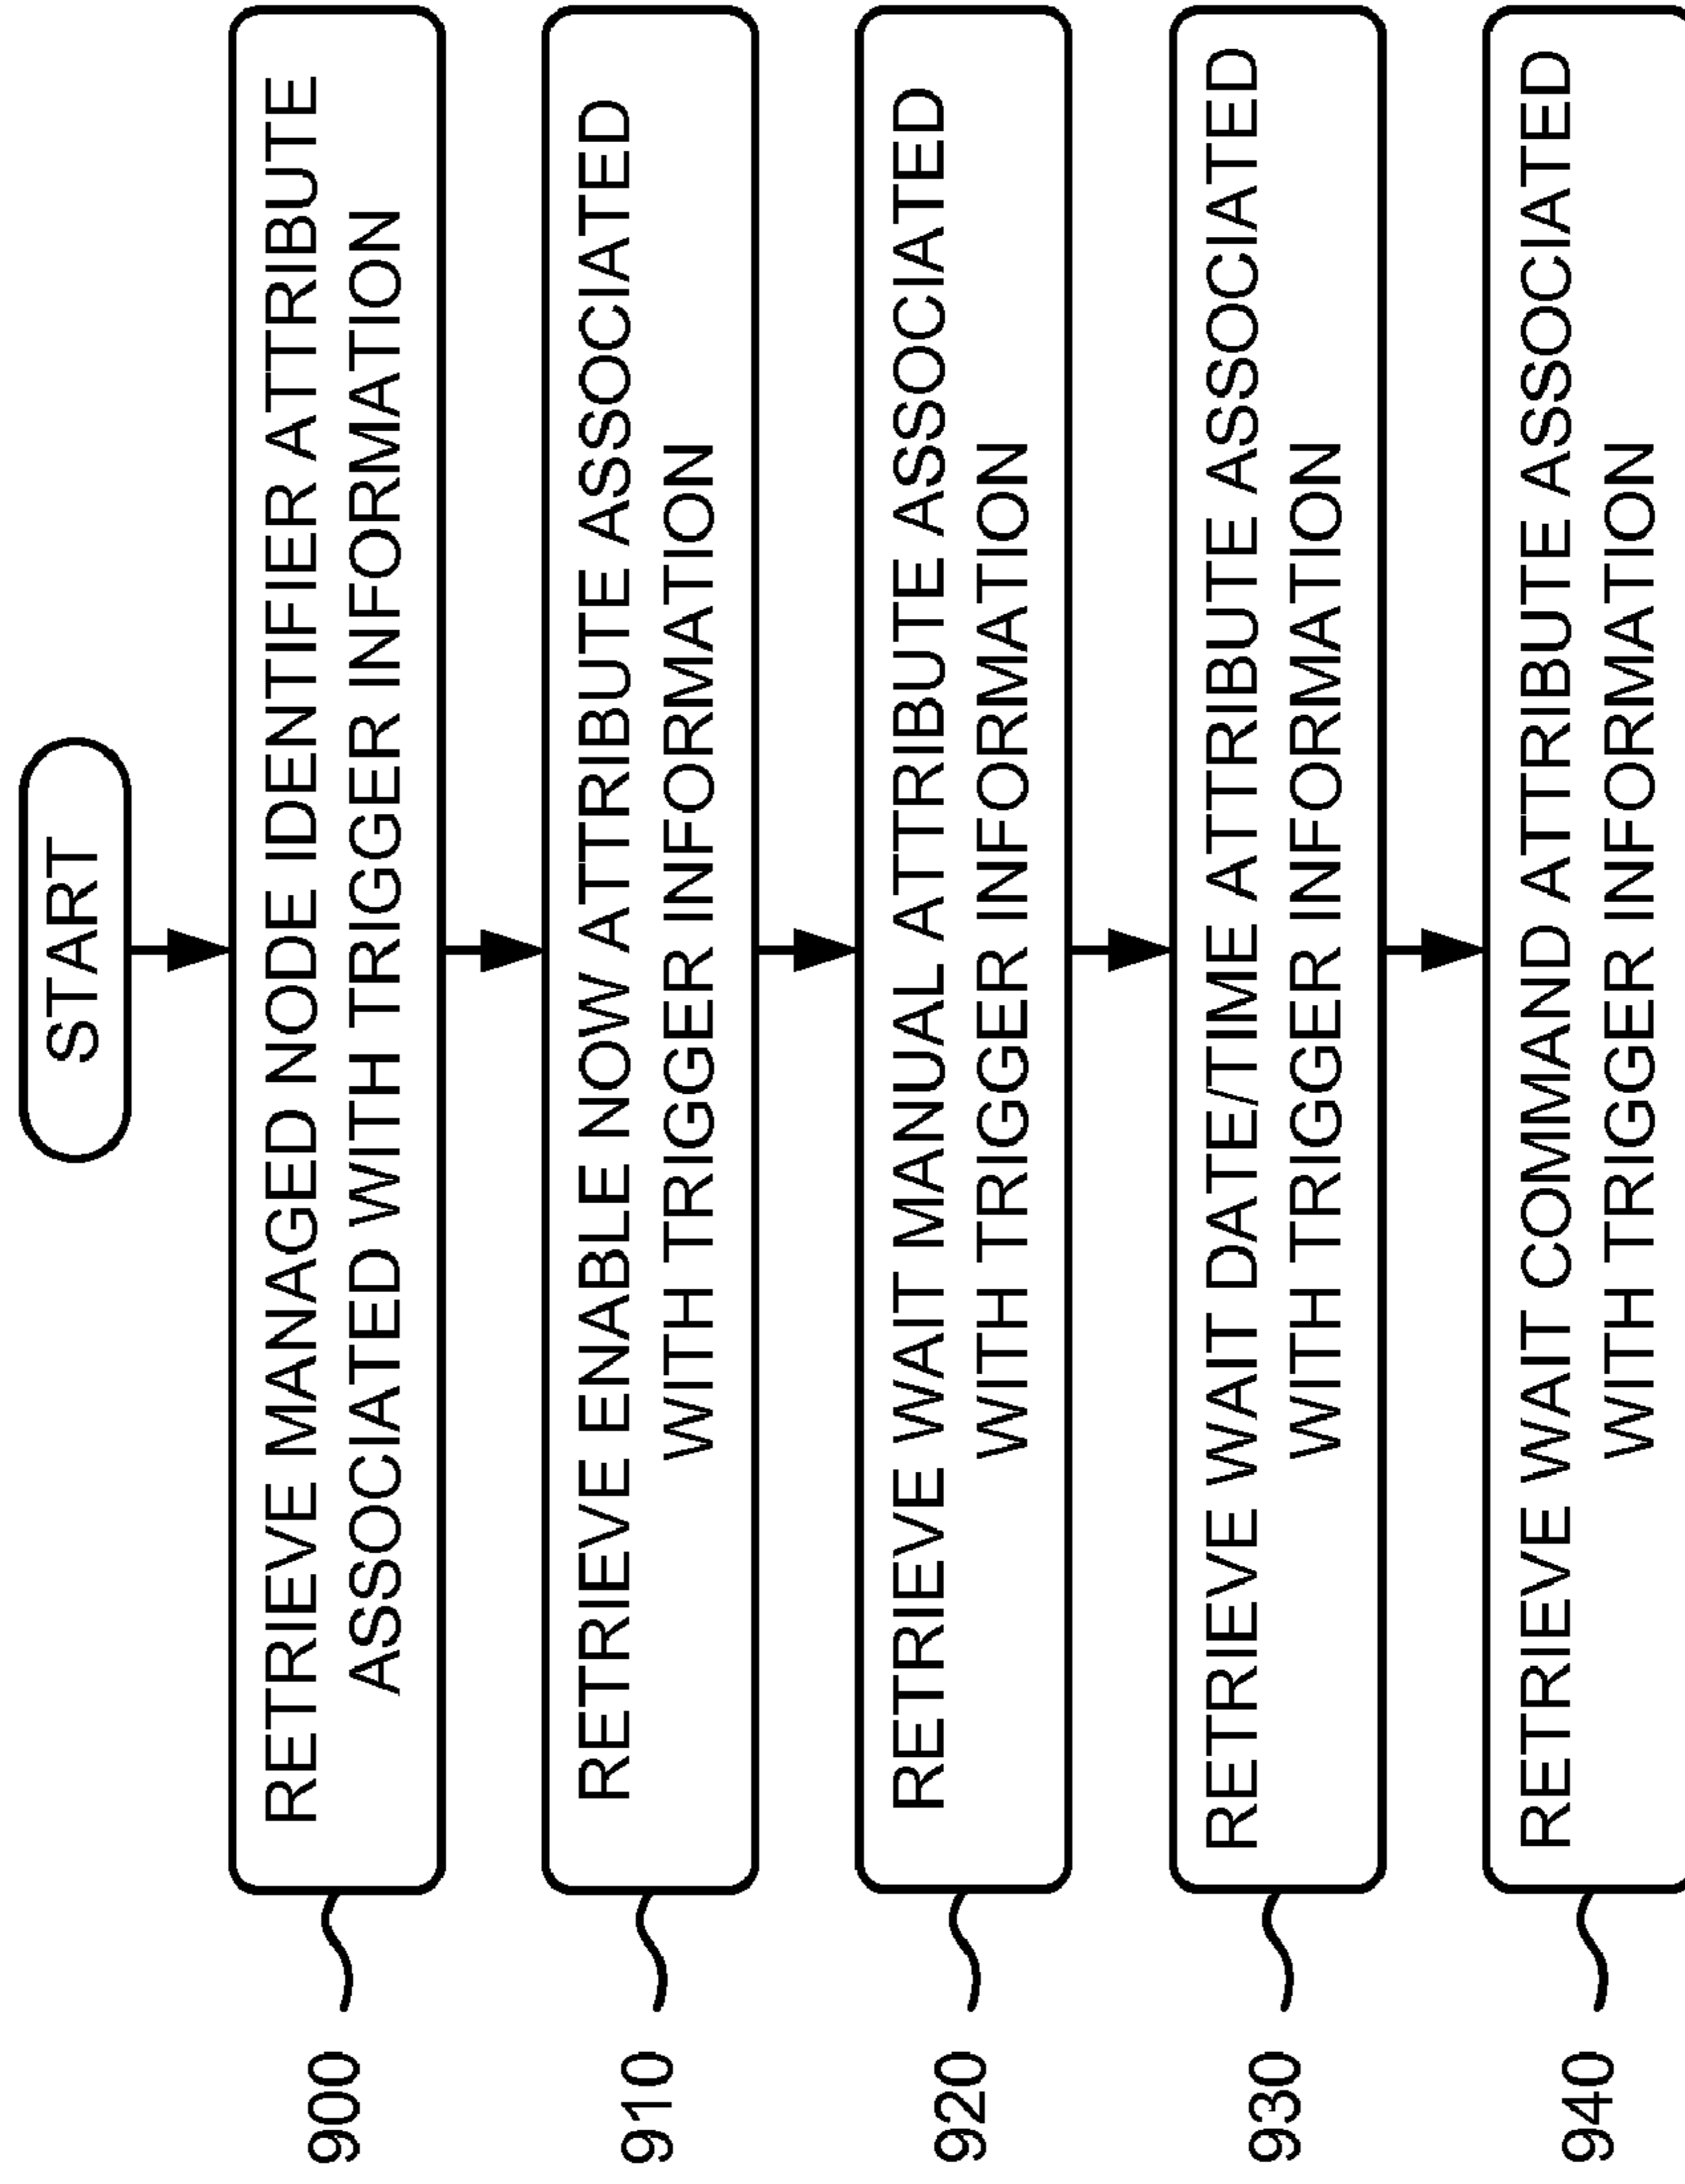 START
900
RETRIEVE MANAGED NODE IDENTIFIER ATTRIBUTE
ASSOCIATED WITH TRIGGER INFORMATION
910
RETRIEVE ENABLE NOW ATTRIBUTE ASSOCIATED
WITH TRIGGER INFORMATION
920
RETRIEVE WAIT MANUAL ATTRIBUTE ASSOCIATED
WITH TRIGGER INFORMATION
930
RETRIEVE WAIT DATE/TIME ATTRIBUTE ASSOCIATED
WITH TRIGGER INFORMATION
940
RETRIEVE WAIT COMMAND ATTRIBUTE ASSOCIATED
WITH TRIGGER INFORMATION